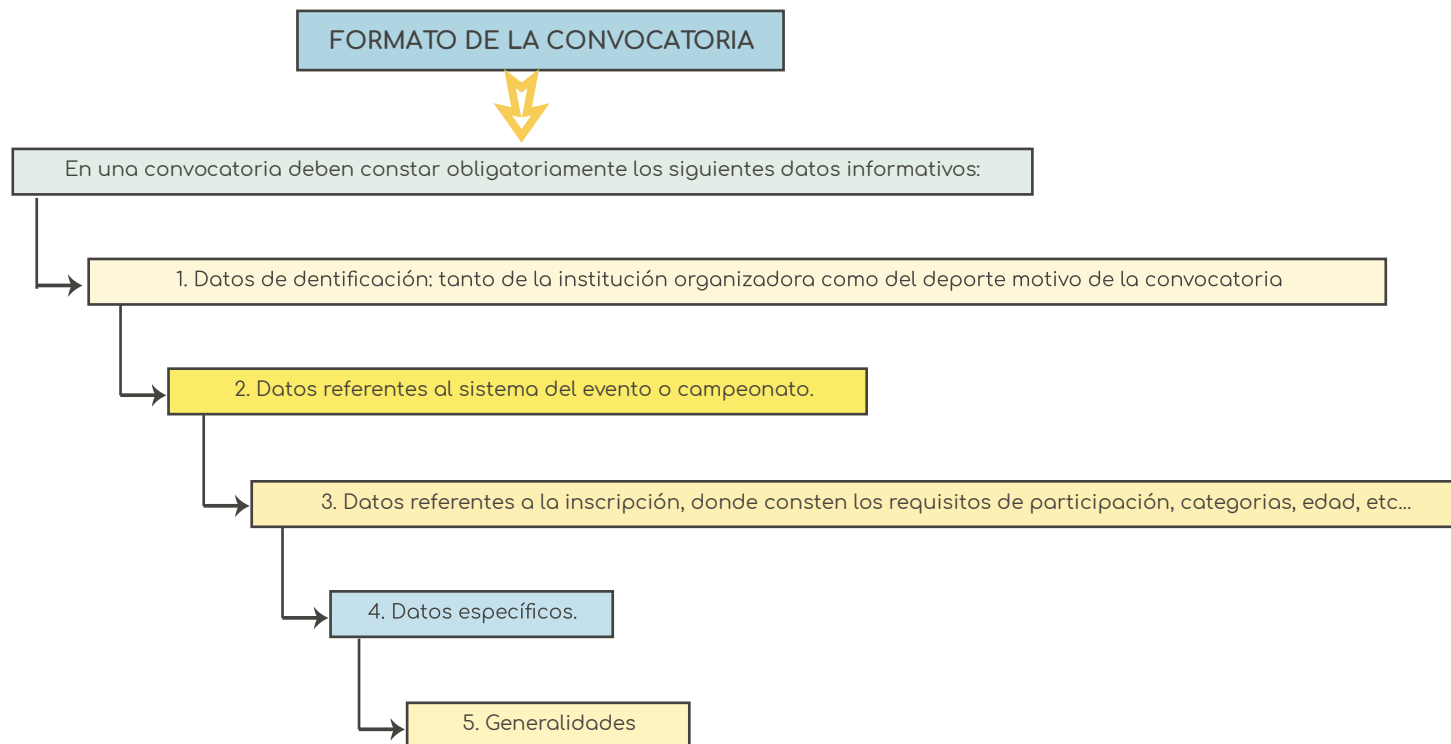 FORMATO DE LA CONVOCATORIA
En una convocatoria deben constar obligatoriamente los siguientes datos informativos:
1. Datos de dentificación: tanto de la institución organizadora como del deporte motivo de la convocatoria
2. Datos referentes al sistema del evento o campeonato.
3. Datos referentes a la inscripción, donde consten los requisitos de participación, categorias, edad, etc...
4. Datos específicos.
5. Generalidades